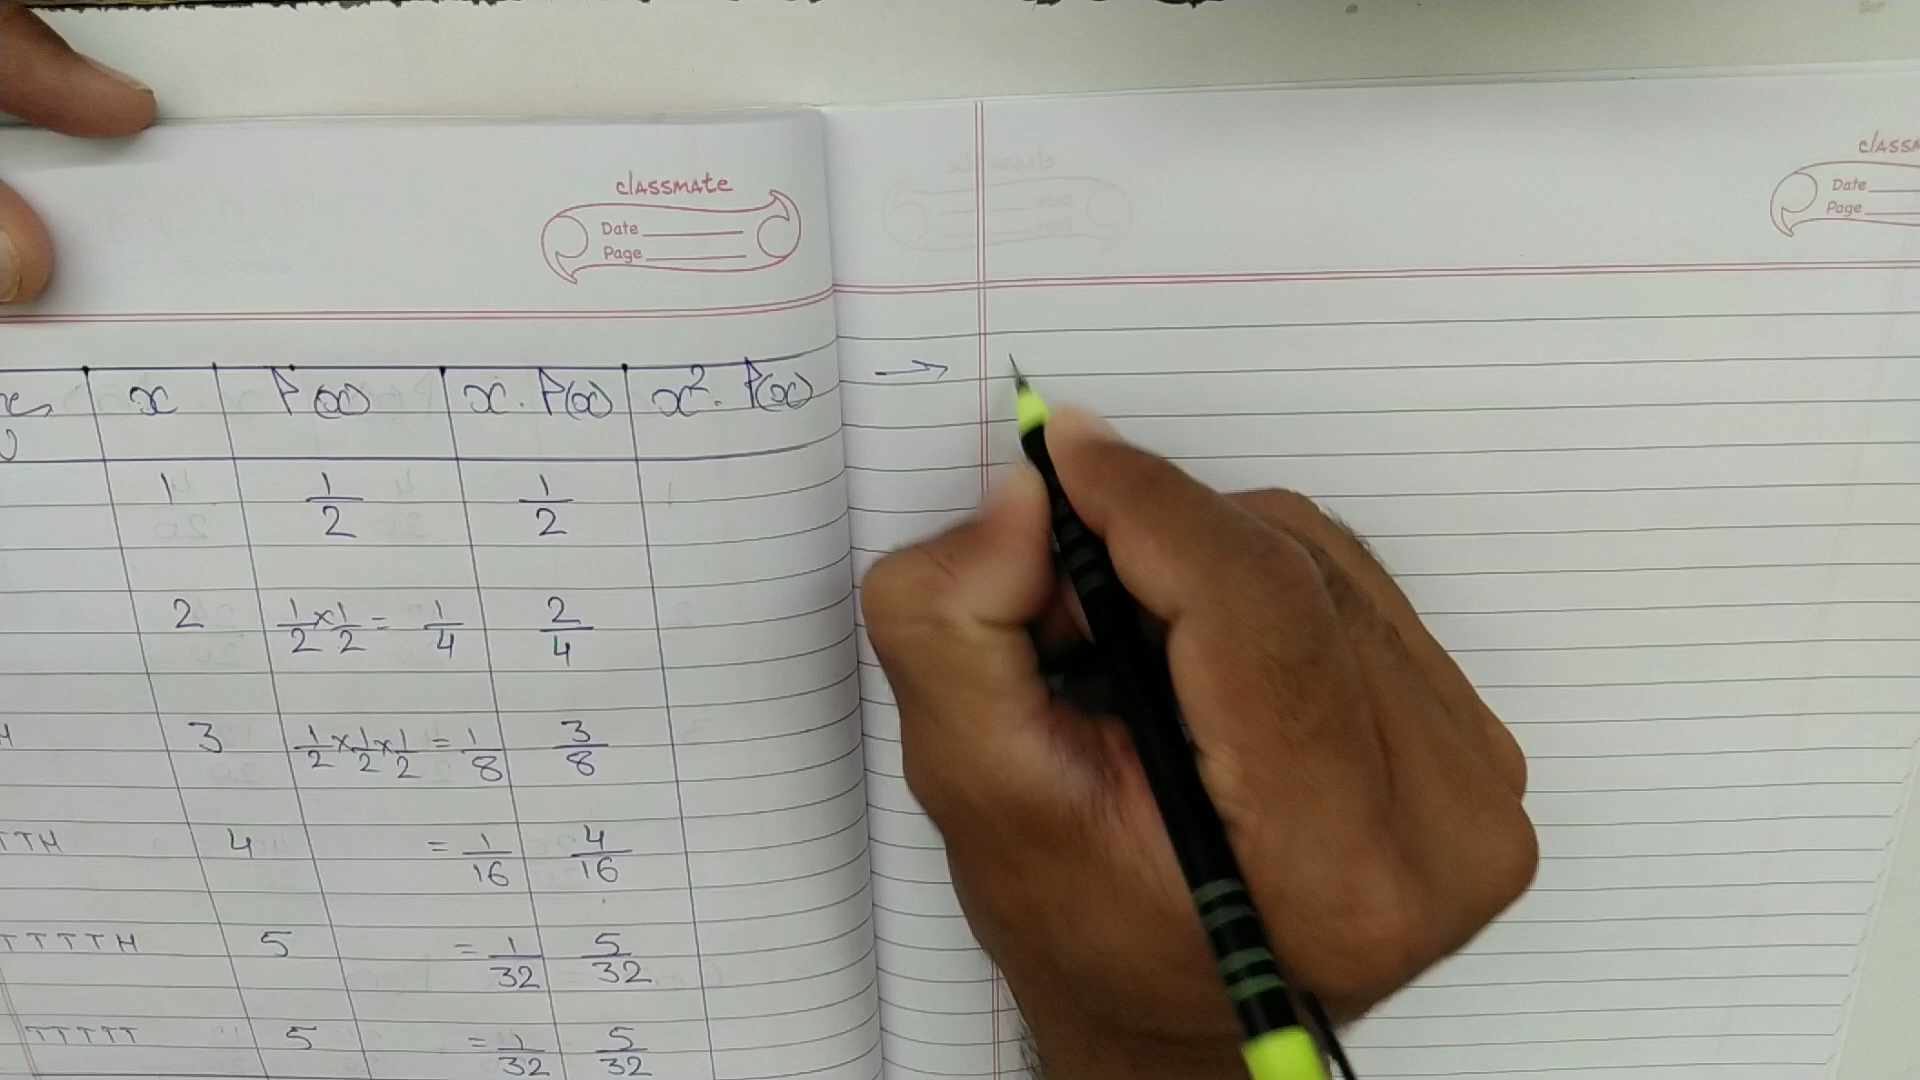 classmate
Date
Page
Date
Page
x P(x) x. P(x) x². P(x) →
1 1/2 1/2
2 1/2 x 1/2 = 1/4 2/4
3 1/2 x 1/2 x 1/2 = 1/8 3/8
TTH 4 = 1/16 4/16
TTTTH 5 = 1/32 5/32
TTTTT 5 = 1/32 5/32